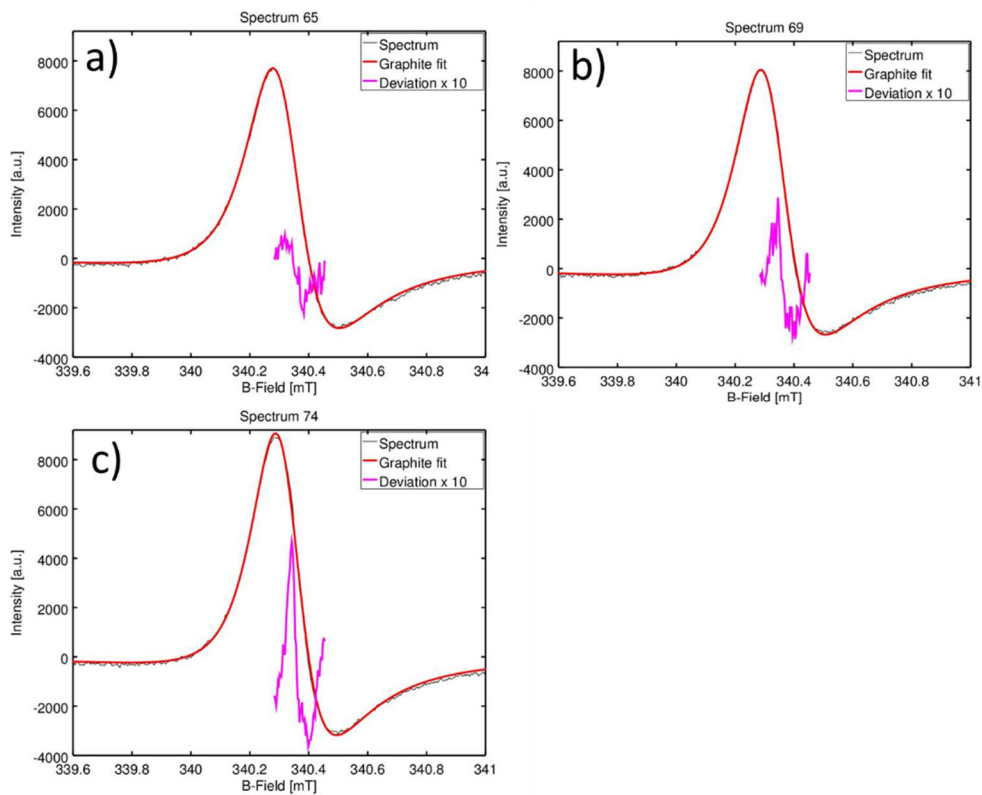 Spectrum 65
a)
Spectrum
Graphite fit
Deviation x 10
8000
6000
4000
2000
0
-2000
-4000
Intensity [a.u.]
339.6
339.8
340
340.2
340.4
340.6
340.8
34
B-Field [mT]
Spectrum 69
b)
Spectrum
Graphite fit
Deviation x 10
8000
6000
4000
2000
0
-2000
-4000
Intensity [a.u.]
339.6
339.8
340
340.2
340.4
340.6
340.8
341
B-Field [mT]
Spectrum 74
c)
Spectrum
Graphite fit
Deviation x 10
8000
6000
4000
2000
0
-2000
-4000
Intensity [a.u.]
339.6
339.8
340
340.2
340.4
340.6
340.8
341
B-Field [mT]